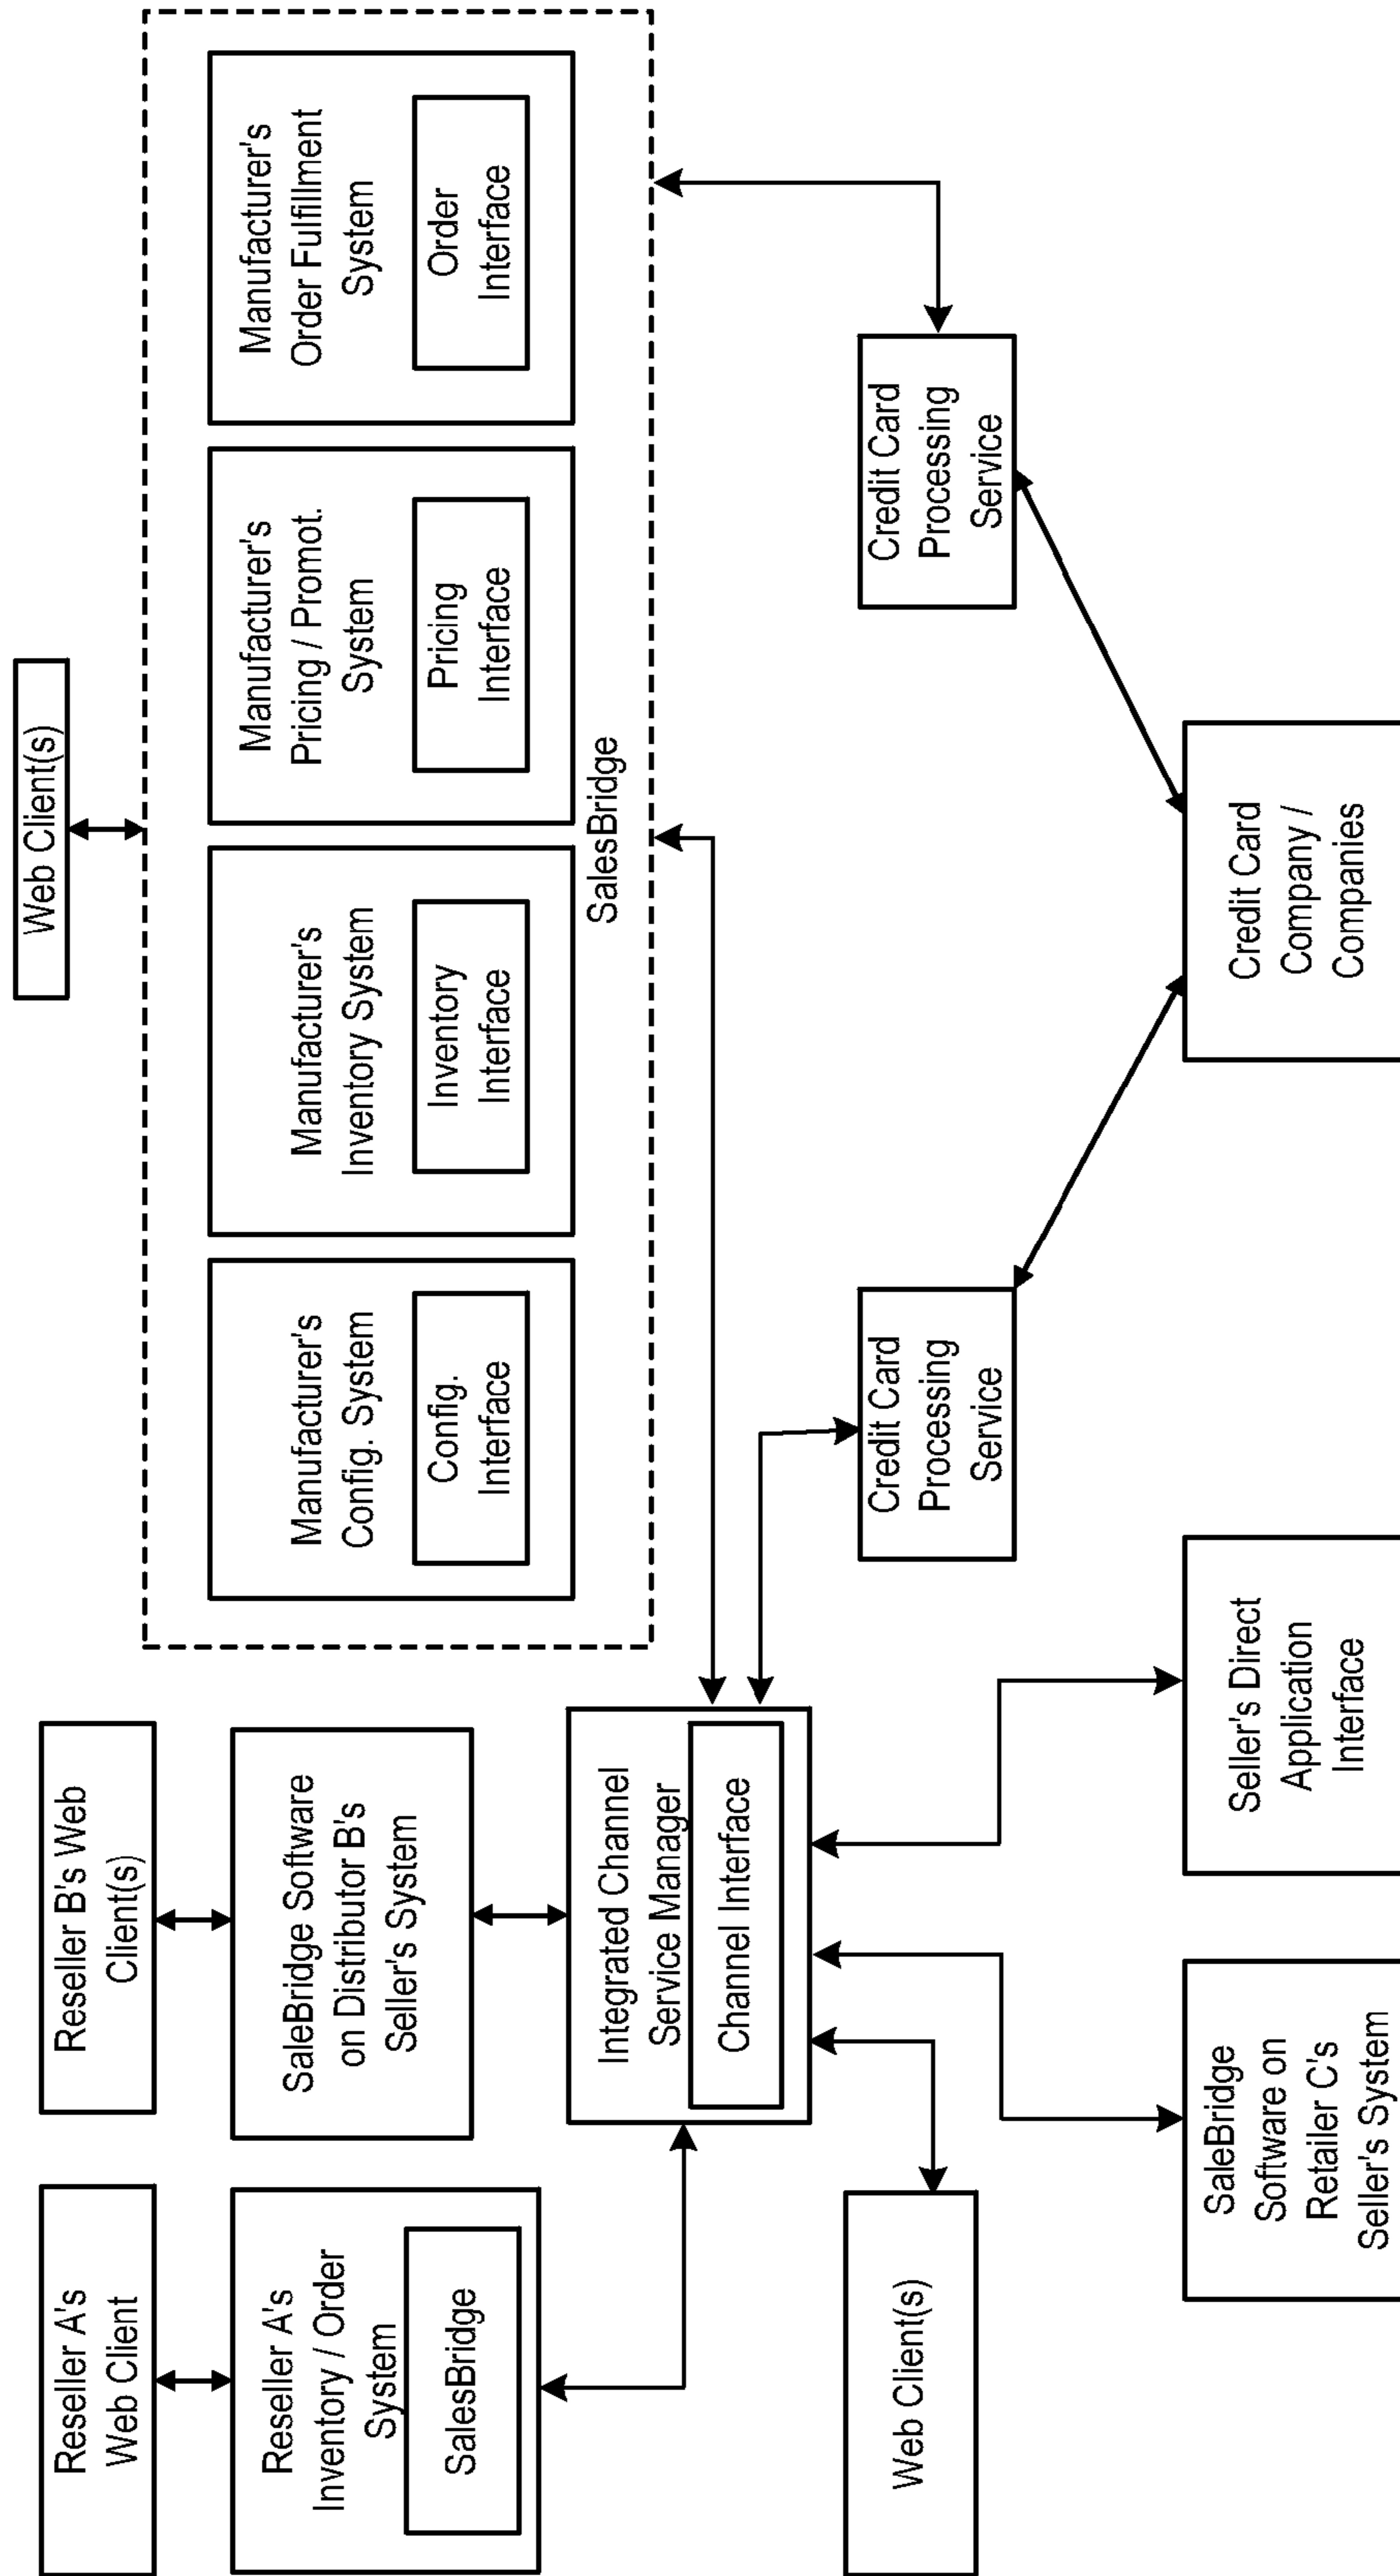 Reseller A's
Web Client
Reseller B's Web
Client(s)
Web Client(s)
Reseller A's
Inventory / Order
System
SalesBridge
SaleBridge Software
on Distributor B's
Seller's System
Manufacturer's
Config. System
Config.
Interface
Manufacturer's
Inventory System
Inventory
Interface
Manufacturer's
Pricing / Promot.
System
Pricing
Interface
Manufacturer's
Order Fulfillment
System
Order
Interface
SalesBridge
Integrated Channel
Service Manager
Channel Interface
Web Client(s)
Credit Card
Processing
Service
Credit Card
Processing
Service
SaleBridge
Software on
Retailer C's
Seller's System
Seller's Direct
Application
Interface
Credit Card
Company /
Companies